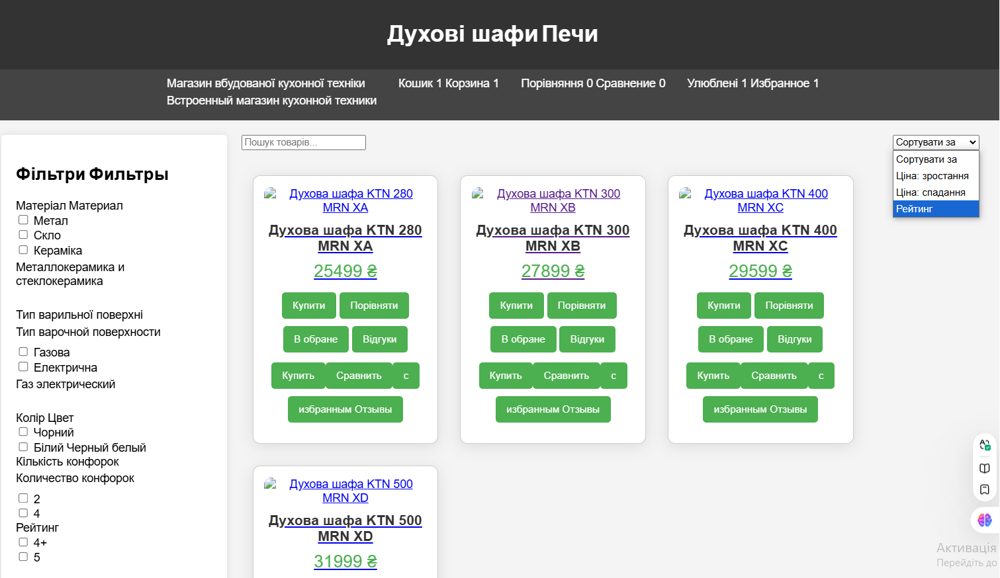 Духові шафи Печи
Магазин вбудованої кухонної техніки
Встроенный магазин кухонной техники
Кошик 1 Корзина 1
Порівняння 0 Сравнение 0
Улюблені 1 Избранное 1
Фільтри Фильтры
Матеріал Материал
Метал
Скло
Кераміка
Металлокерамика и
стеклокерамика
Тип варильної поверхні
Тип варочной поверхности
Газова
Електрична
Газ электрический
Колір Цвет
Чорний
Білий Черный белый
Кількість конфорок
Количество конфорок
2
4
Рейтинг
4+
5
Пошук товарів...
Сортувати за
Сортувати за
Ціна: зростання
Ціна: спадання
Рейтинг
Духова шафа KTN 280
MRN XA
Духова шафа KTN 280
MRN XA
25499 ₴
Купити
Порівняти
В обране
Відгуки
Купить
Сравнить
с
избранным Отзывы
Духова шафа KTN 300
MRN XB
Духова шафа KTN 300
MRN XB
27899 ₴
Купити
Порівняти
В обране
Відгуки
Купить
Сравнить
с
избранным Отзывы
Духова шафа KTN 400
MRN XC
Духова шафа KTN 400
MRN XC
29599 ₴
Купити
Порівняти
В обране
Відгуки
Купить
Сравнить
с
избранным Отзывы
Духова шафа KTN 500
MRN XD
Духова шафа KTN 500
MRN XD
31999 ₴
Активація
Перейдіть до